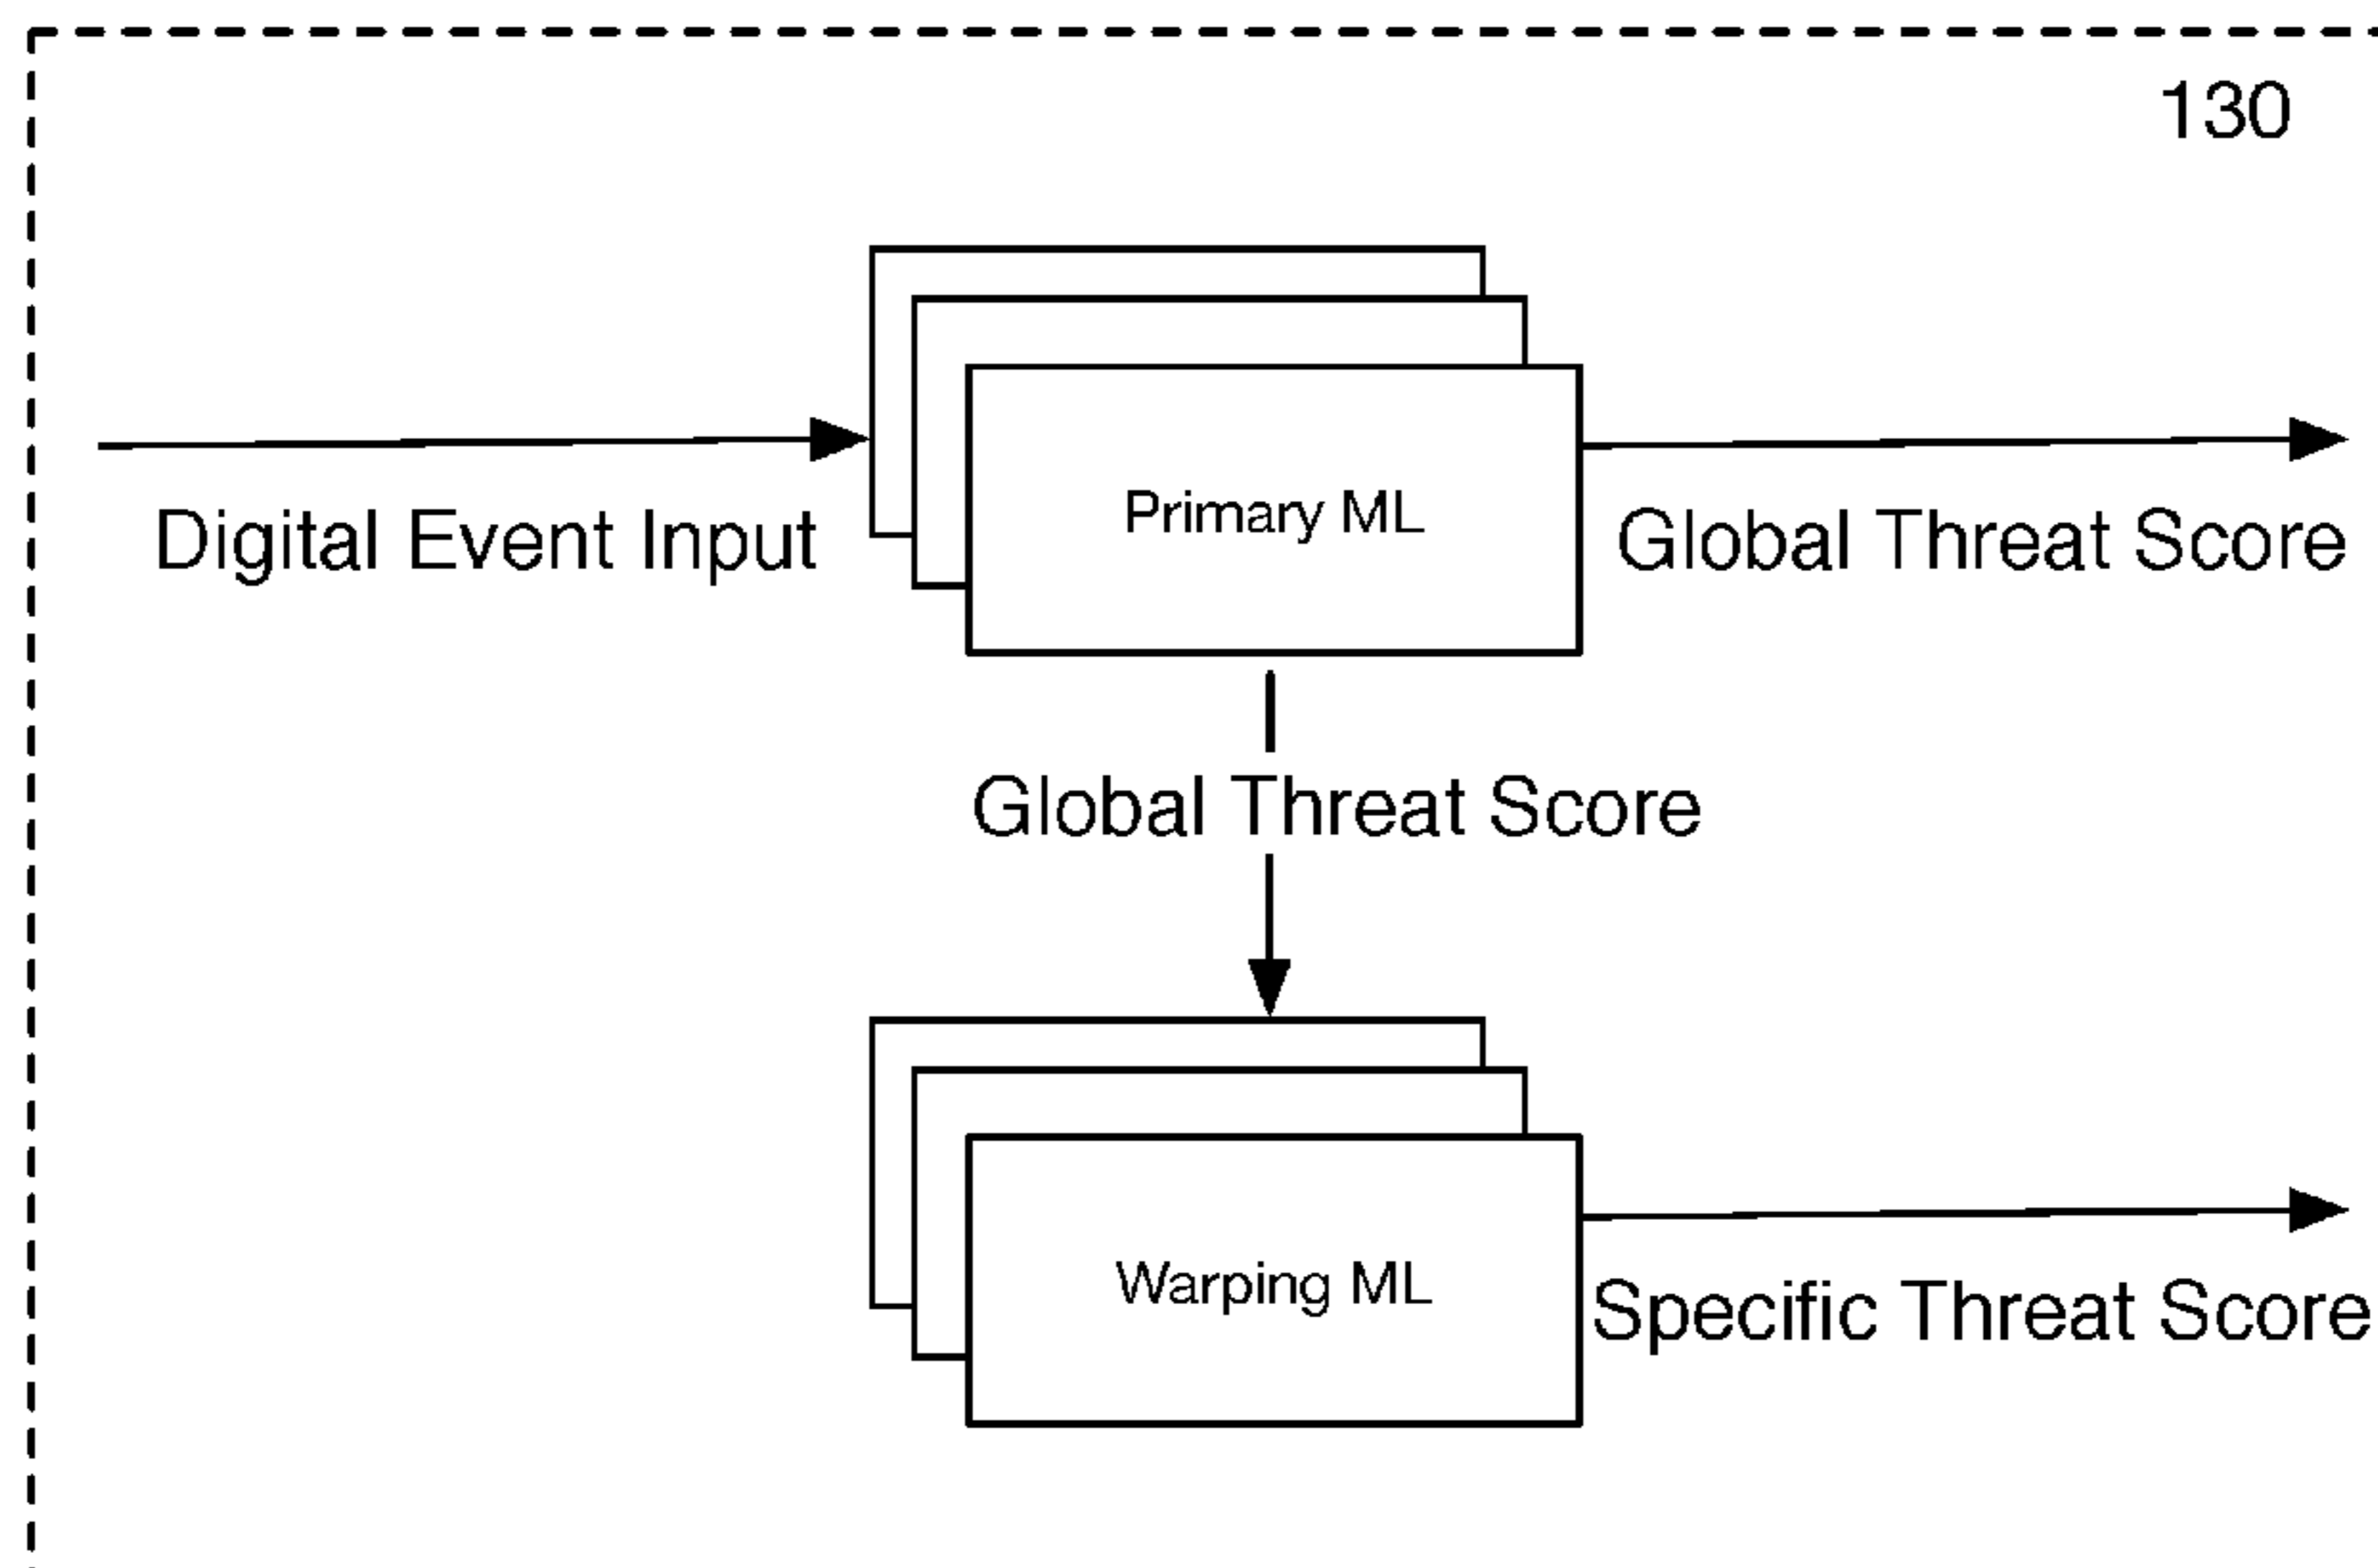 130
Primary ML
Digital Event Input
Global Threat Score
Global Threat Score
Warping ML
Specific Threat Score